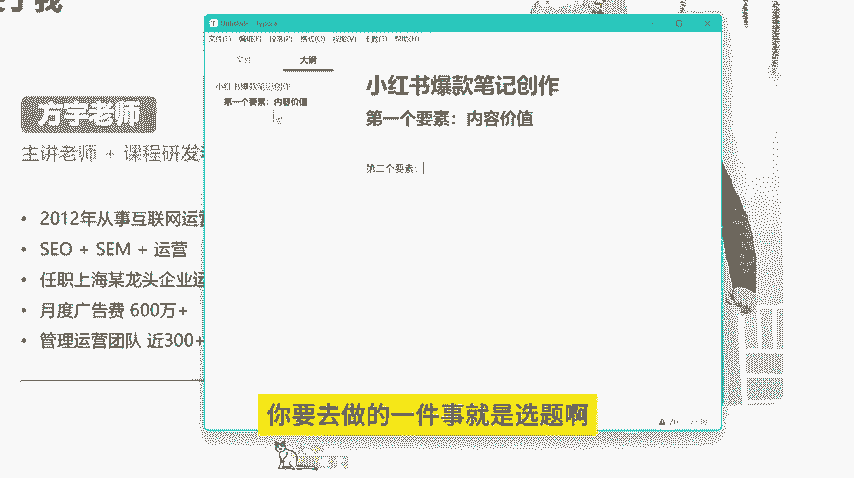 了我
方宇老师
主讲老师 + 课程研发
• 2012年从事互联网运营
• SEO + SEM + 运营
• 任职上海某龙头企业运
• 月度广告费 600万+
• 管理运营团队 近300+
文件(F) 编辑(E) 段落(P) 格式(O) 视图(V) 主题(T) 帮助(H)
大纲
小红书爆款笔记创作
第一个要素：内容价值
小红书爆款笔记创作
第一个要素：内容价值
第二个要素：
你要去做的一件事就是选题啊